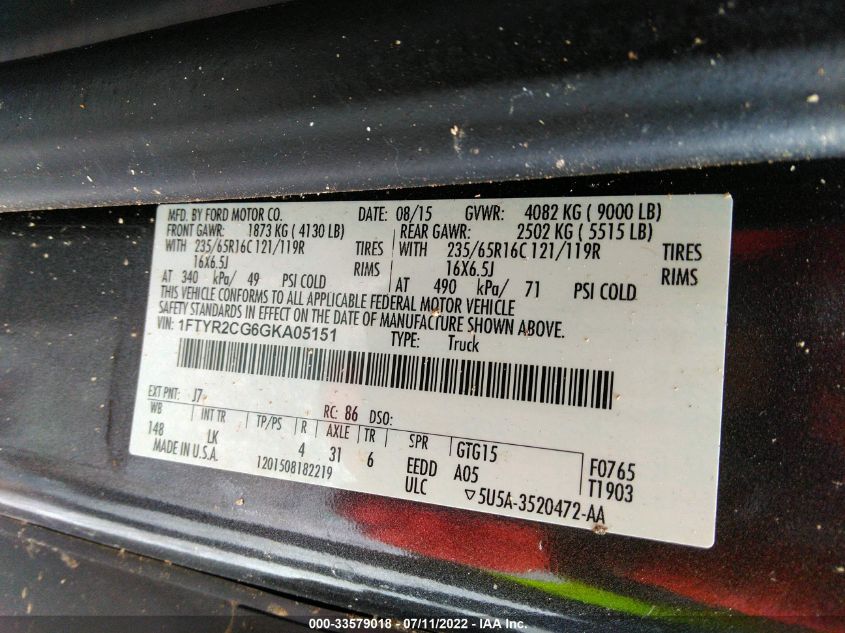 MFD. BY FORD MOTOR CO. DATE: 08/15 GVWR: 4082 KG ( 9000 LB)
FRONT GAWR: 1873 KG ( 4130 LB) REAR GAWR: 2502 KG ( 5515 LB)
WITH 235/65R16C 121/119R TIRES WITH 235/65R16C 121/119R TIRES
16X6.5J RIMS 16X6.5J RIMS
AT 340 kPa/ 49 PSI COLD AT 490 kPa/ 71 PSI COLD
THIS VEHICLE CONFORMS TO ALL APPLICABLE FEDERAL MOTOR VEHICLE
SAFETY STANDARDS IN EFFECT ON THE DATE OF MANUFACTURE SHOWN ABOVE.
VIN: 1FTYR2CG6GKA05151 TYPE: Truck
EXT PNT: J7 RC: 86 DSO:
WB INT TR TP/PS R AXLE TR SPR GTG15 F0765
148 LK 4 31 6 EEDD A05 T1903
MADE IN U.S.A. 1201508182219 ULC ▽5U5A-3520472-AA
000-33579018 - 07/11/2022 - IAA Inc.